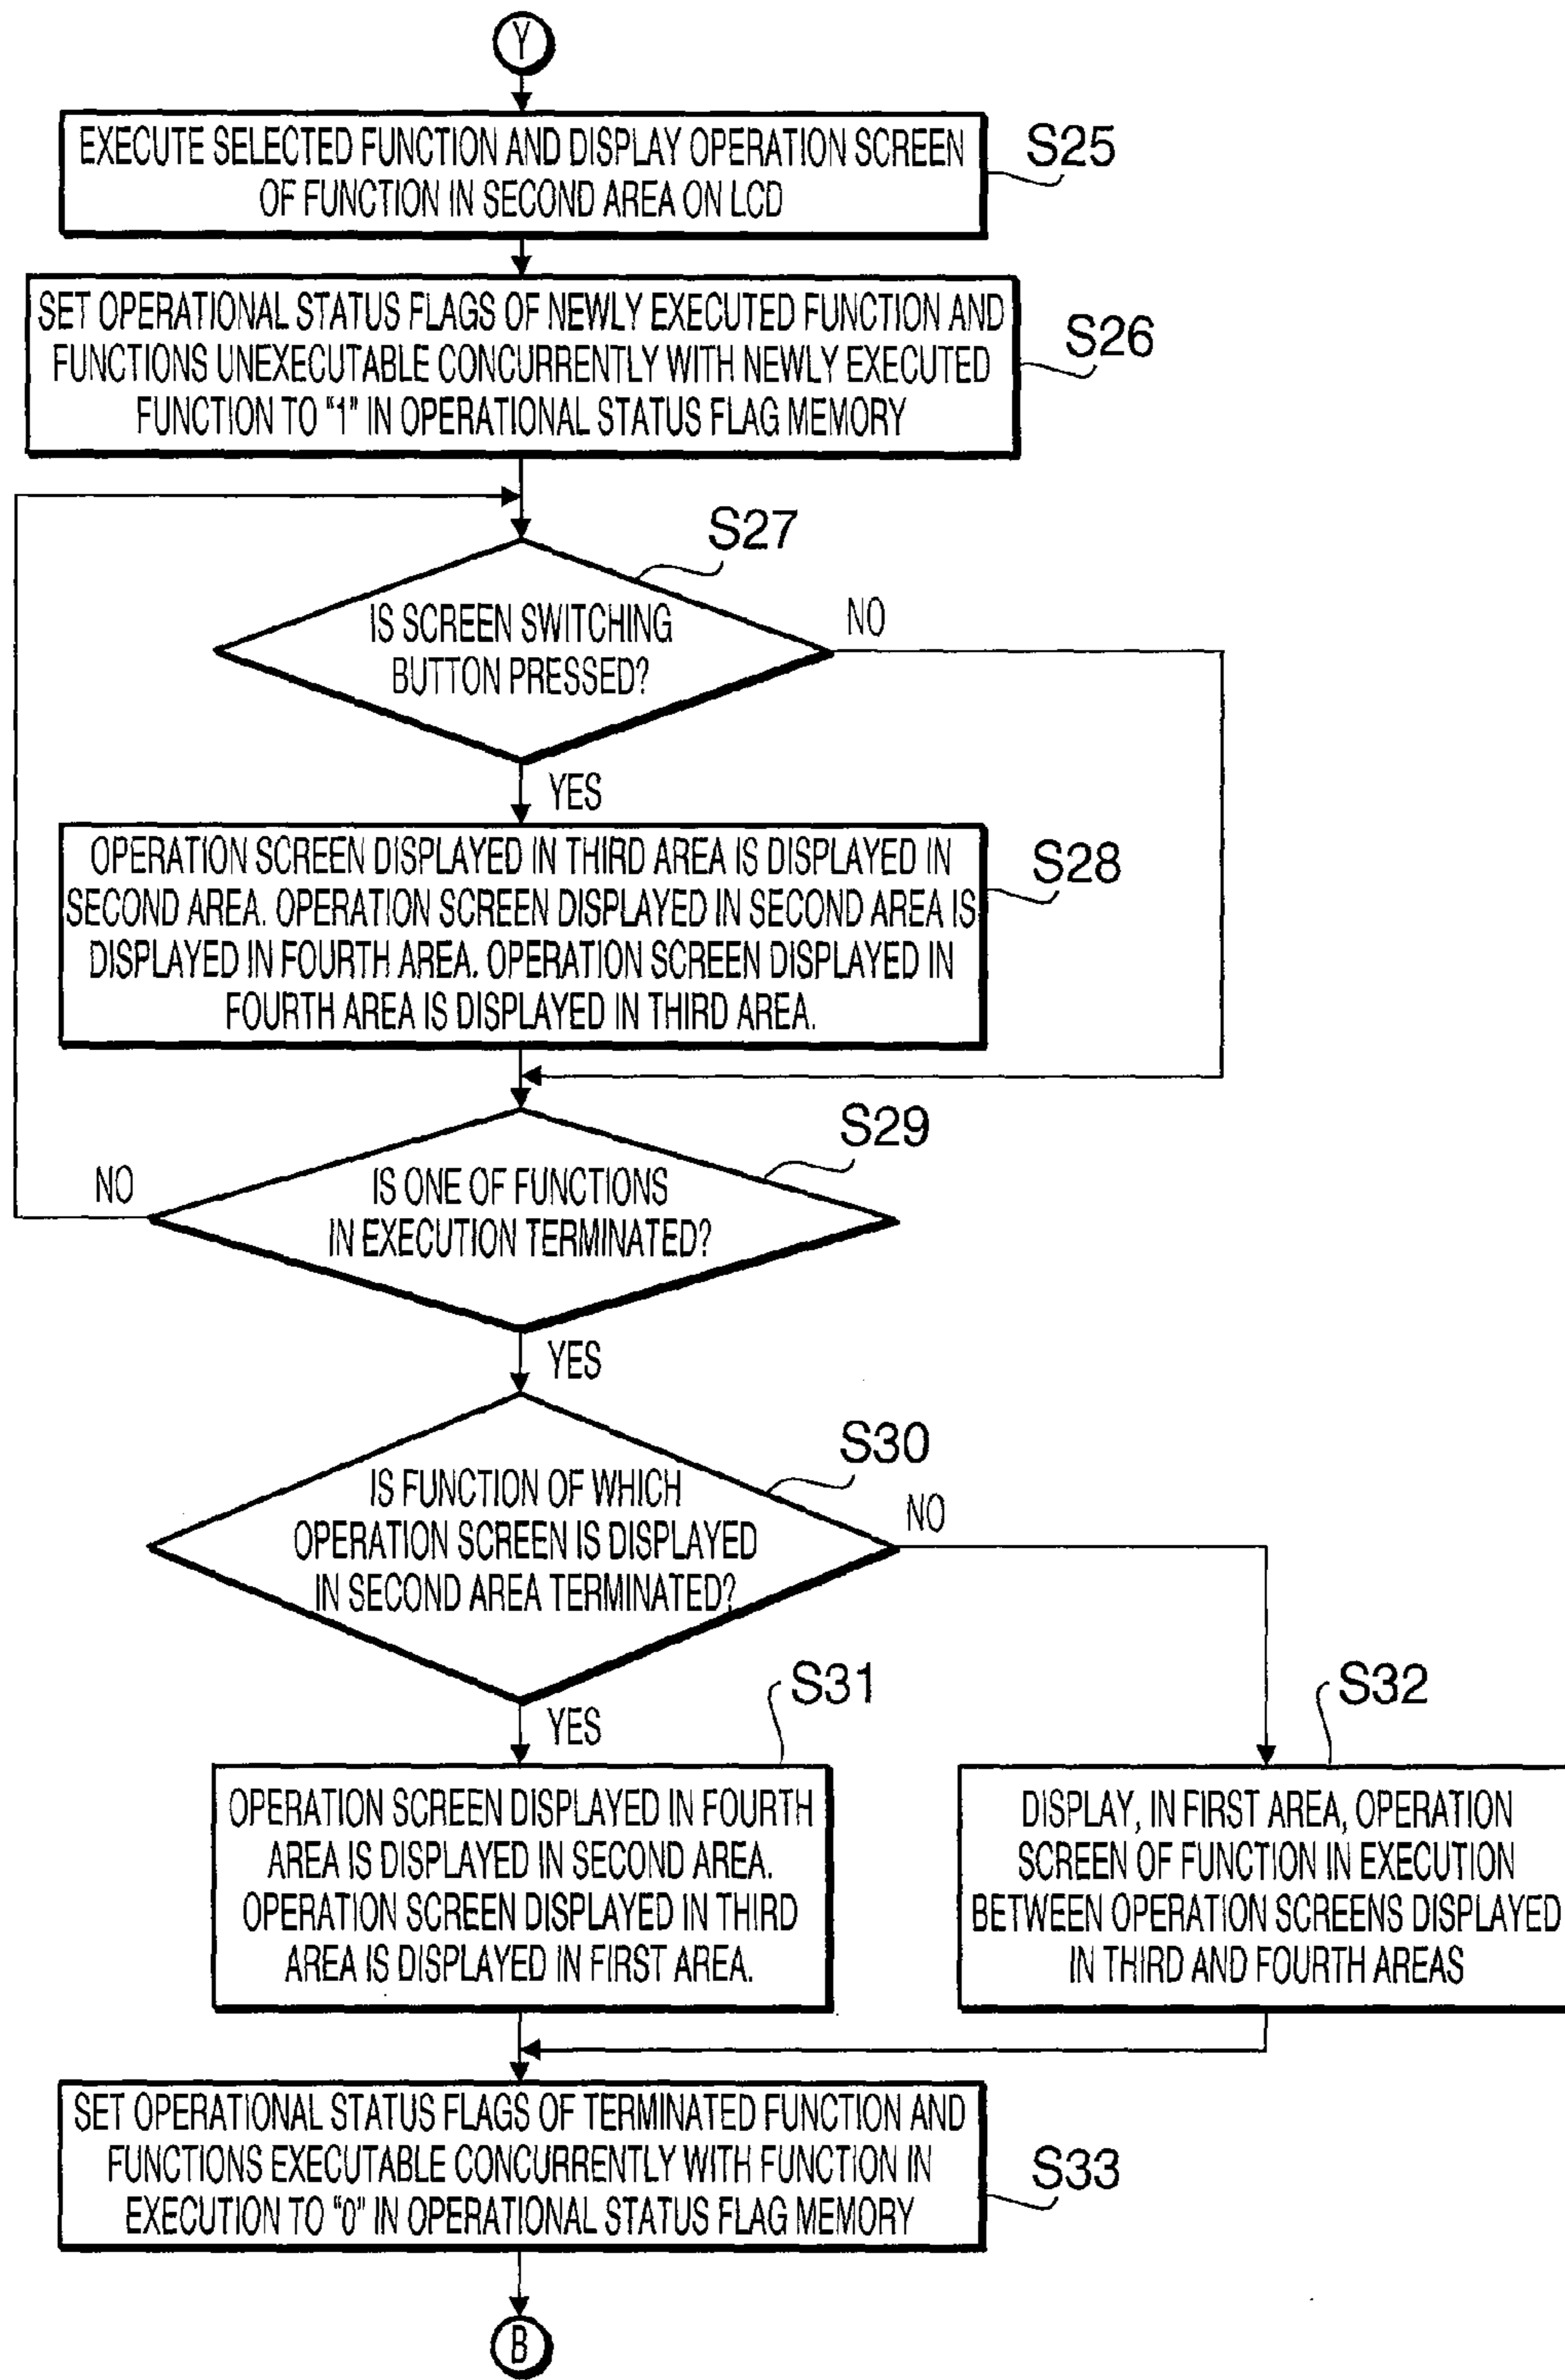 Y
EXECUTE SELECTED FUNCTION AND DISPLAY OPERATION SCREEN
OF FUNCTION IN SECOND AREA ON LCD
S25
SET OPERATIONAL STATUS FLAGS OF NEWLY EXECUTED FUNCTION AND
FUNCTIONS UNEXECUTABLE CONCURRENTLY WITH NEWLY EXECUTED
FUNCTION TO "1" IN OPERATIONAL STATUS FLAG MEMORY
S26
S27
IS SCREEN SWITCHING
BUTTON PRESSED?
NO
YES
OPERATION SCREEN DISPLAYED IN THIRD AREA IS DISPLAYED IN
SECOND AREA. OPERATION SCREEN DISPLAYED IN SECOND AREA IS
DISPLAYED IN FOURTH AREA. OPERATION SCREEN DISPLAYED IN
FOURTH AREA IS DISPLAYED IN THIRD AREA.
S28
S29
IS ONE OF FUNCTIONS
IN EXECUTION TERMINATED?
NO
YES
S30
IS FUNCTION OF WHICH
OPERATION SCREEN IS DISPLAYED
IN SECOND AREA TERMINATED?
NO
YES
S31
OPERATION SCREEN DISPLAYED IN FOURTH
AREA IS DISPLAYED IN SECOND AREA.
OPERATION SCREEN DISPLAYED IN THIRD
AREA IS DISPLAYED IN FIRST AREA.
S32
DISPLAY, IN FIRST AREA, OPERATION
SCREEN OF FUNCTION IN EXECUTION
BETWEEN OPERATION SCREENS DISPLAYED
IN THIRD AND FOURTH AREAS
SET OPERATIONAL STATUS FLAGS OF TERMINATED FUNCTION AND
FUNCTIONS EXECUTABLE CONCURRENTLY WITH FUNCTION IN
EXECUTION TO "0" IN OPERATIONAL STATUS FLAG MEMORY
S33
B